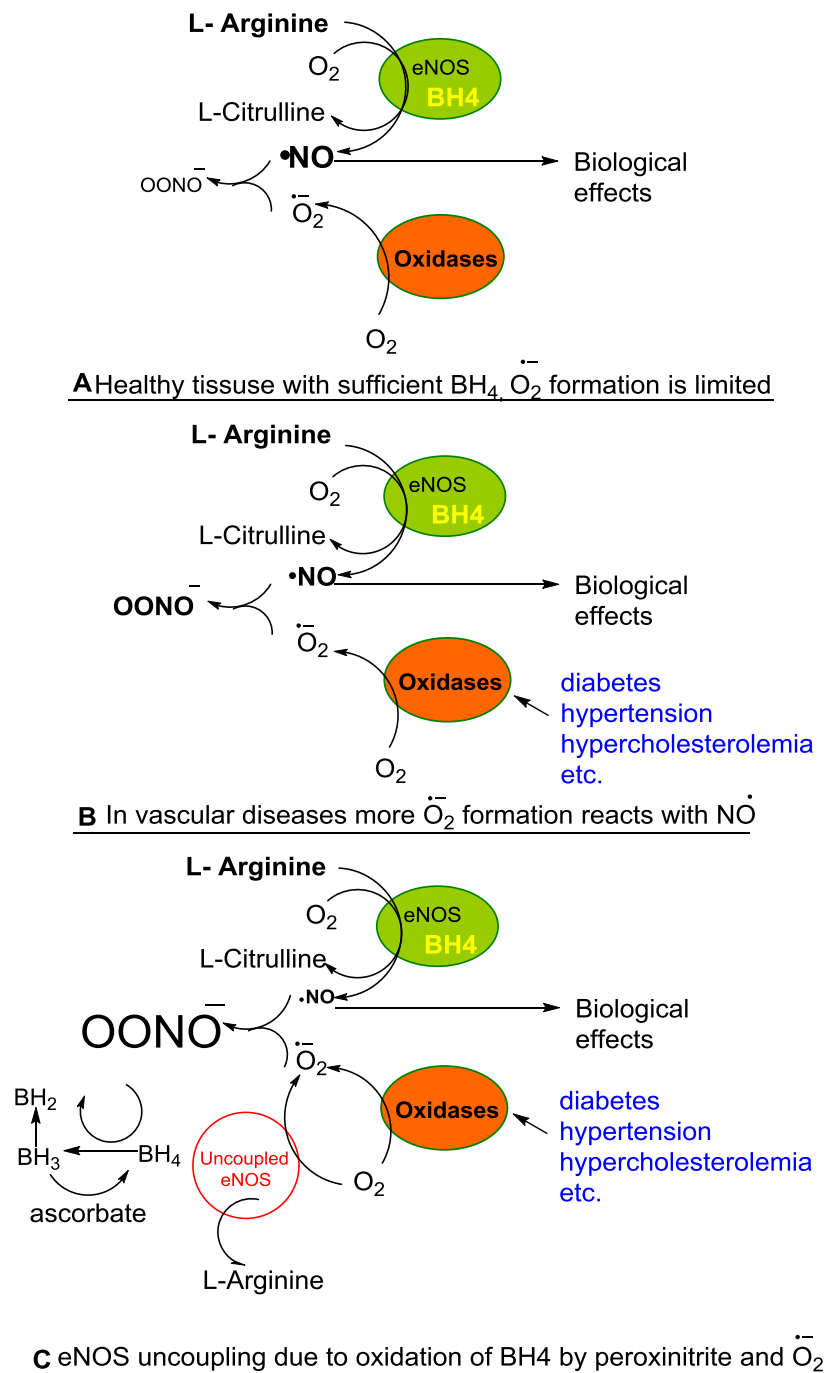 L- Arginine
O2
eNOS
BH4
L-Citrulline
•NO
OONO−
Biological
effects
O2•−
Oxidases
O2
A Healthy tissuse with sufficient BH4, O2•− formation is limited
L- Arginine
O2
eNOS
BH4
L-Citrulline
•NO
OONO−
Biological
effects
O2•−
Oxidases
diabetes
hypertension
hypercholesterolemia
etc.
O2
B In vascular diseases more O2•− formation reacts with NO•
L- Arginine
O2
eNOS
BH4
L-Citrulline
•NO
OONO−
Biological
effects
O2•−
Oxidases
diabetes
hypertension
hypercholesterolemia
etc.
BH2
BH3
BH4
ascorbate
Uncoupled
eNOS
O2
L-Arginine
C eNOS uncoupling due to oxidation of BH4 by peroxinitrite and O2•−